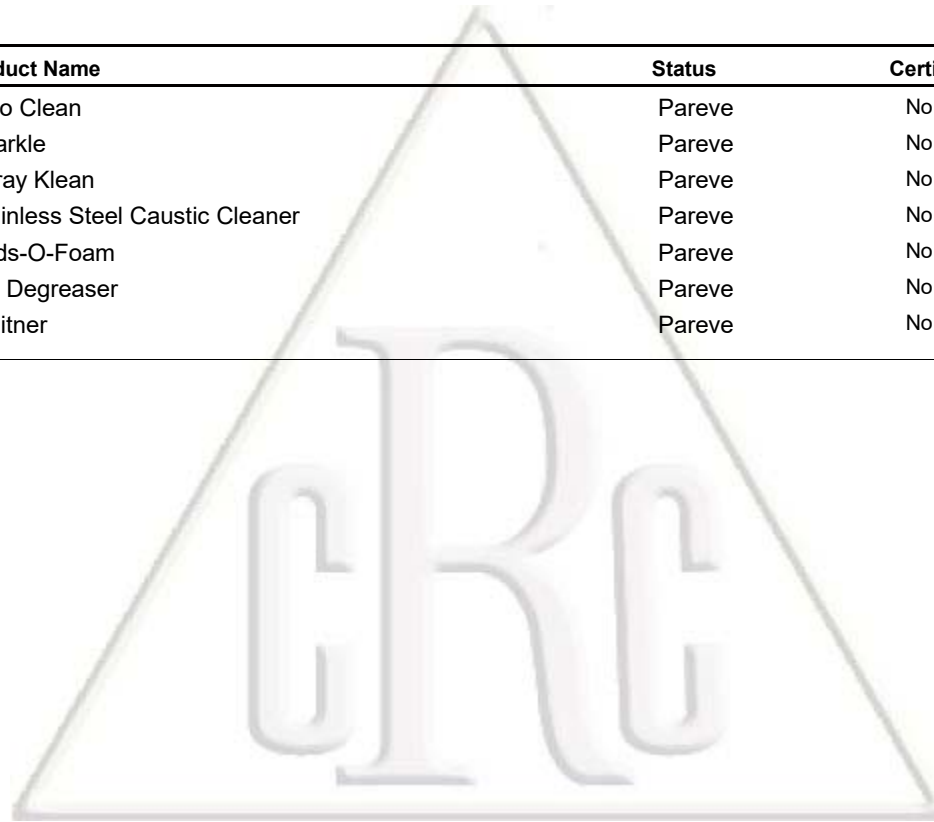 duct Name Status Certi
o Clean Pareve No
arkle Pareve No
ray Klean Pareve No
inless Steel Caustic Cleaner Pareve No
ds-O-Foam Pareve No
Degreaser Pareve No
itner Pareve No
cRc